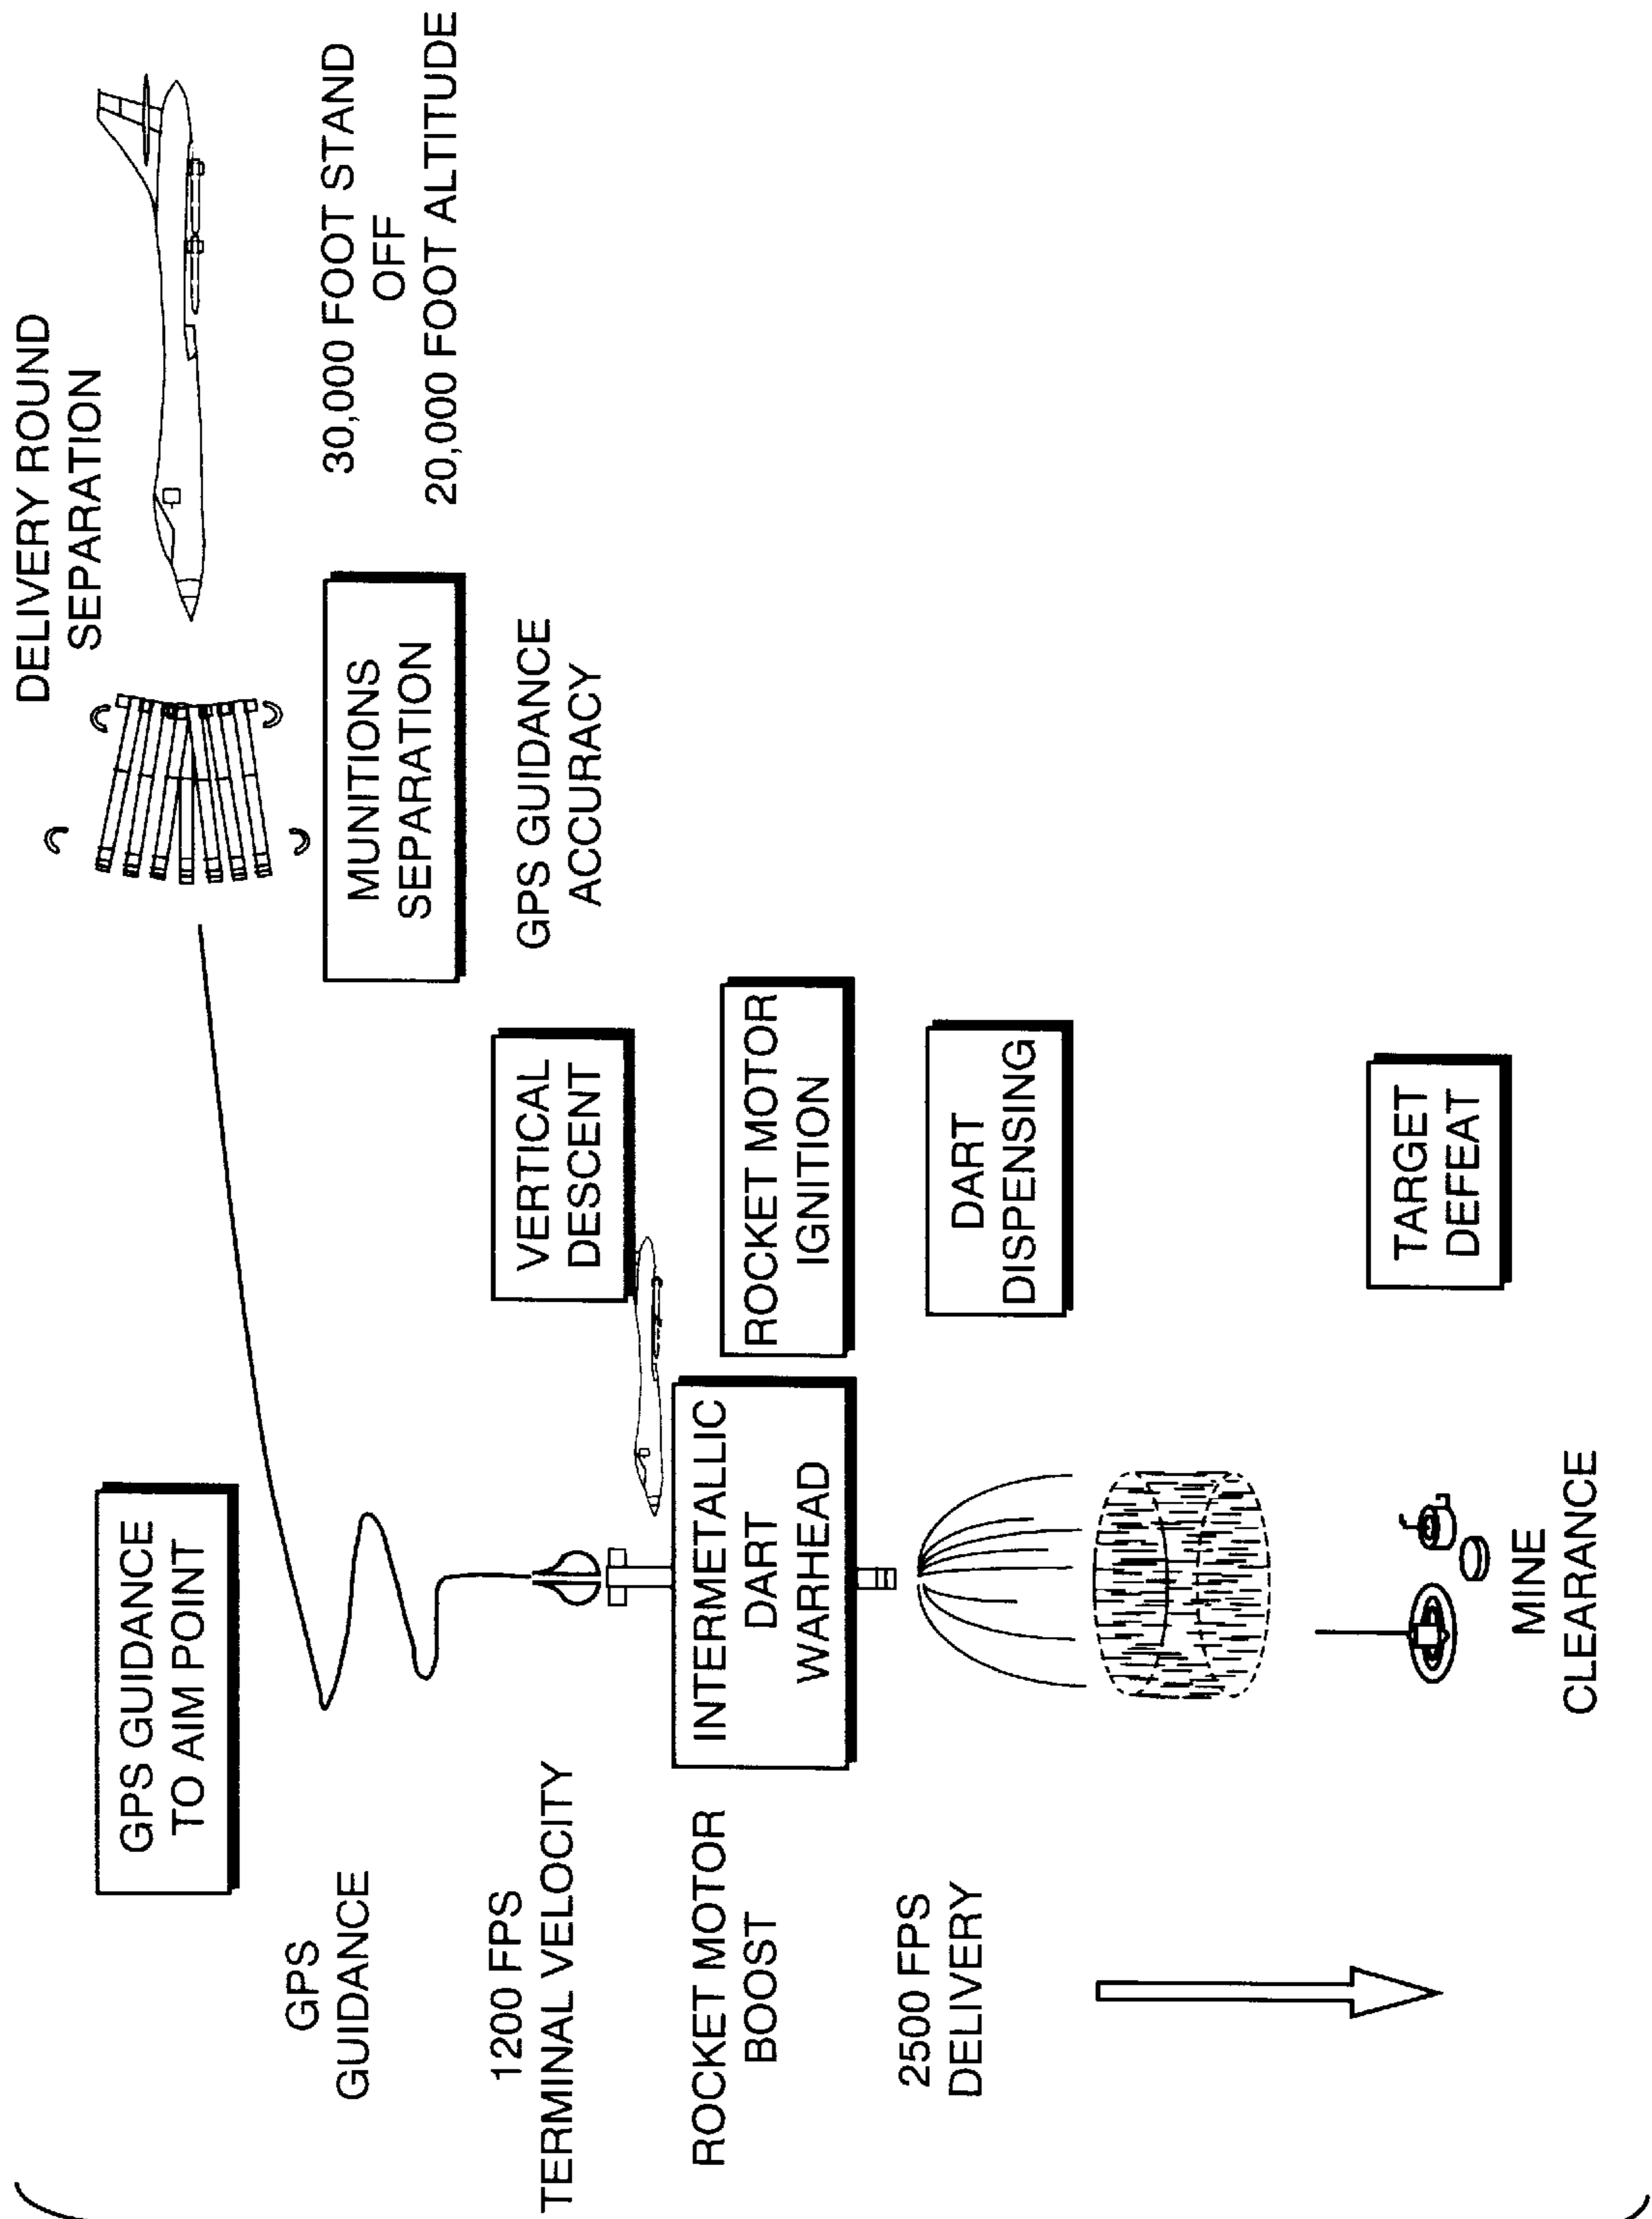 DELIVERY ROUND
SEPARATION
30,000 FOOT STAND
OFF
20,000 FOOT ALTITUDE
MUNITIONS
SEPARATION
GPS GUIDANCE
ACCURACY
GPS GUIDANCE
TO AIM POINT
GPS
GUIDANCE
VERTICAL
DESCENT
1200 FPS
TERMINAL VELOCITY
ROCKET MOTOR
IGNITION
INTERMETALLIC
DART
WARHEAD
ROCKET MOTOR
BOOST
DART
DISPENSING
2500 FPS
DELIVERY
TARGET
DEFEAT
MINE
CLEARANCE